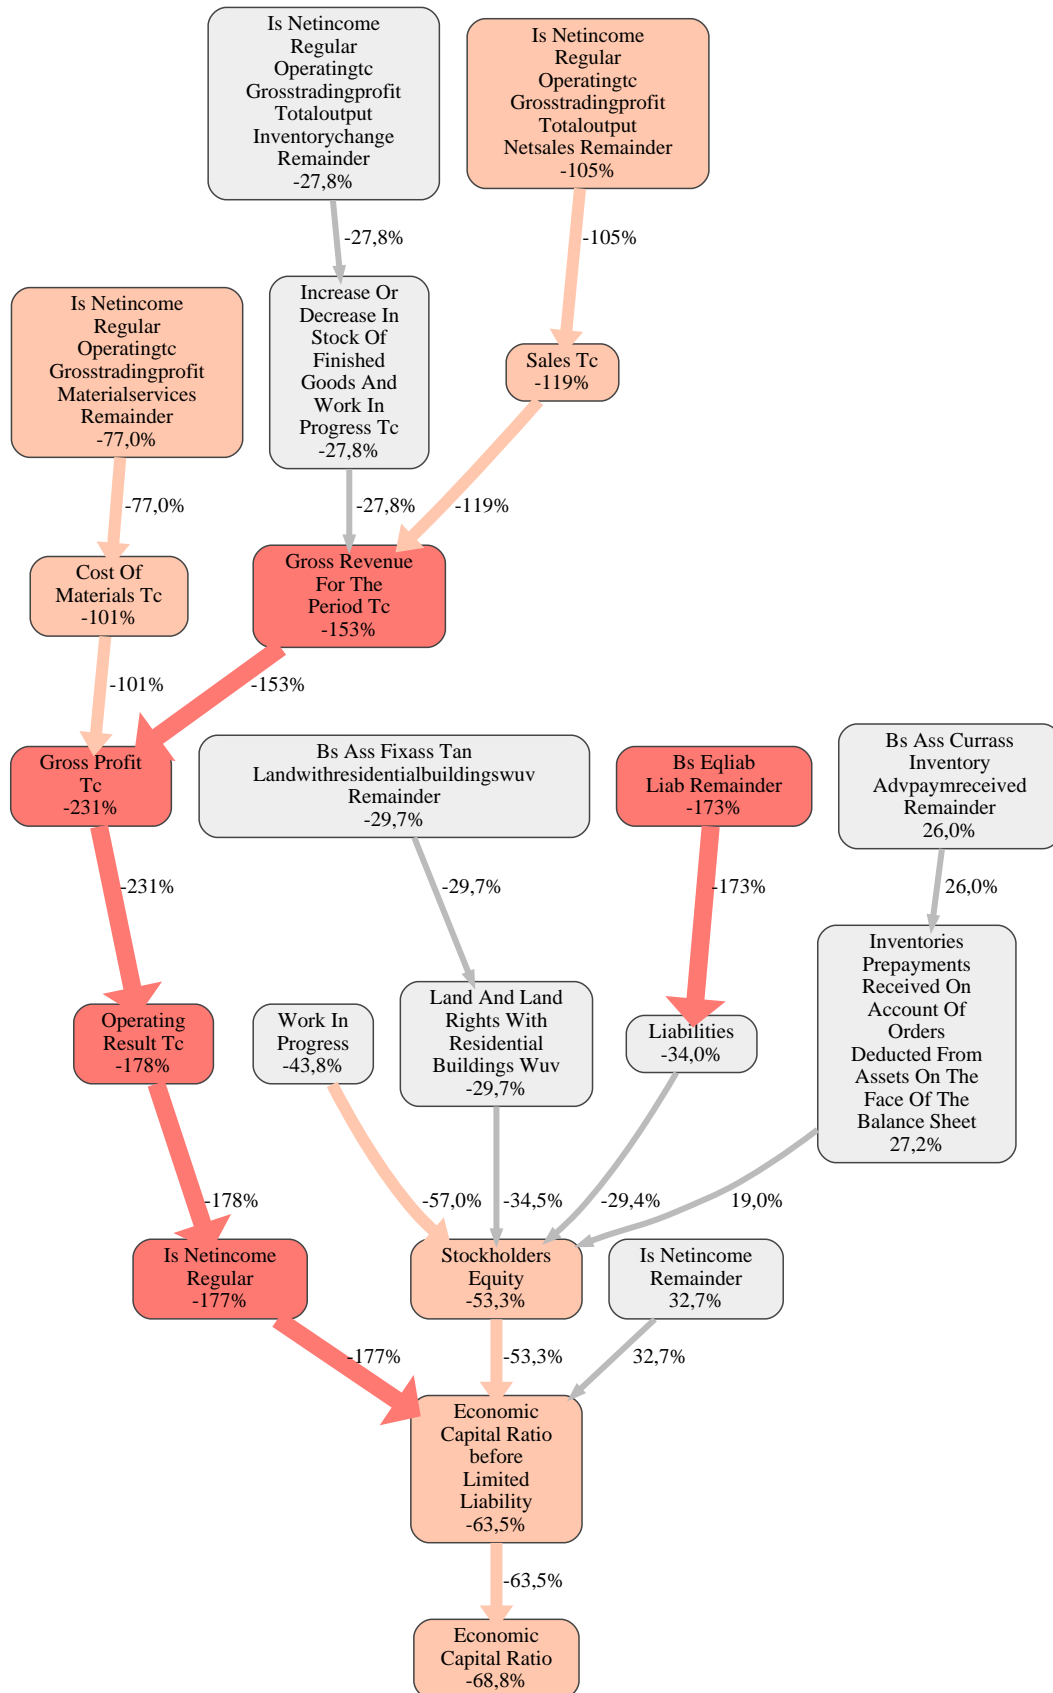 Is Netincome
Regular
Operatingtc
Grosstradingprofit
Totaloutput
Inventorychange
Remainder
-27,8%
Is Netincome
Regular
Operatingtc
Grosstradingprofit
Totaloutput
Netsales Remainder
-105%
-27,8%
-105%
Is Netincome
Regular
Operatingtc
Grosstradingprofit
Materialservices
Remainder
-77,0%
Increase Or
Decrease In
Stock Of
Finished
Goods And
Work In
Progress Tc
-27,8%
Sales Tc
-119%
-77,0%
-27,8%
-119%
Cost Of
Materials Tc
-101%
Gross Revenue
For The
Period Tc
-153%
-101%
-153%
Gross Profit
Tc
-231%
Bs Ass Fixass Tan
Landwithresidentialbuildingswuv
Remainder
-29,7%
Bs Eqliab
Liab Remainder
-173%
Bs Ass Currass
Inventory
Advpaymreceived
Remainder
26,0%
-231%
-29,7%
-173%
26,0%
Operating
Result Tc
-178%
Work In
Progress
-43,8%
Land And Land
Rights With
Residential
Buildings Wuv
-29,7%
Liabilities
-34,0%
Inventories
Prepayments
Received On
Account Of
Orders
Deducted From
Assets On The
Face Of The
Balance Sheet
27,2%
-178%
-57,0%
-34,5%
-29,4%
19,0%
Is Netincome
Regular
-177%
Stockholders
Equity
-53,3%
Is Netincome
Remainder
32,7%
-177%
-53,3%
32,7%
Economic
Capital Ratio
before
Limited
Liability
-63,5%
-63,5%
Economic
Capital Ratio
-68,8%